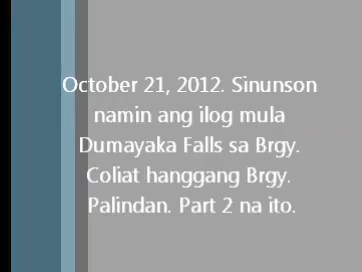 October 21, 2012. Sinunson
namin ang ilog mula
Dumayaka Falls sa Brgy.
Coliat hanggang Brgy.
Palindan. Part 2 na ito.